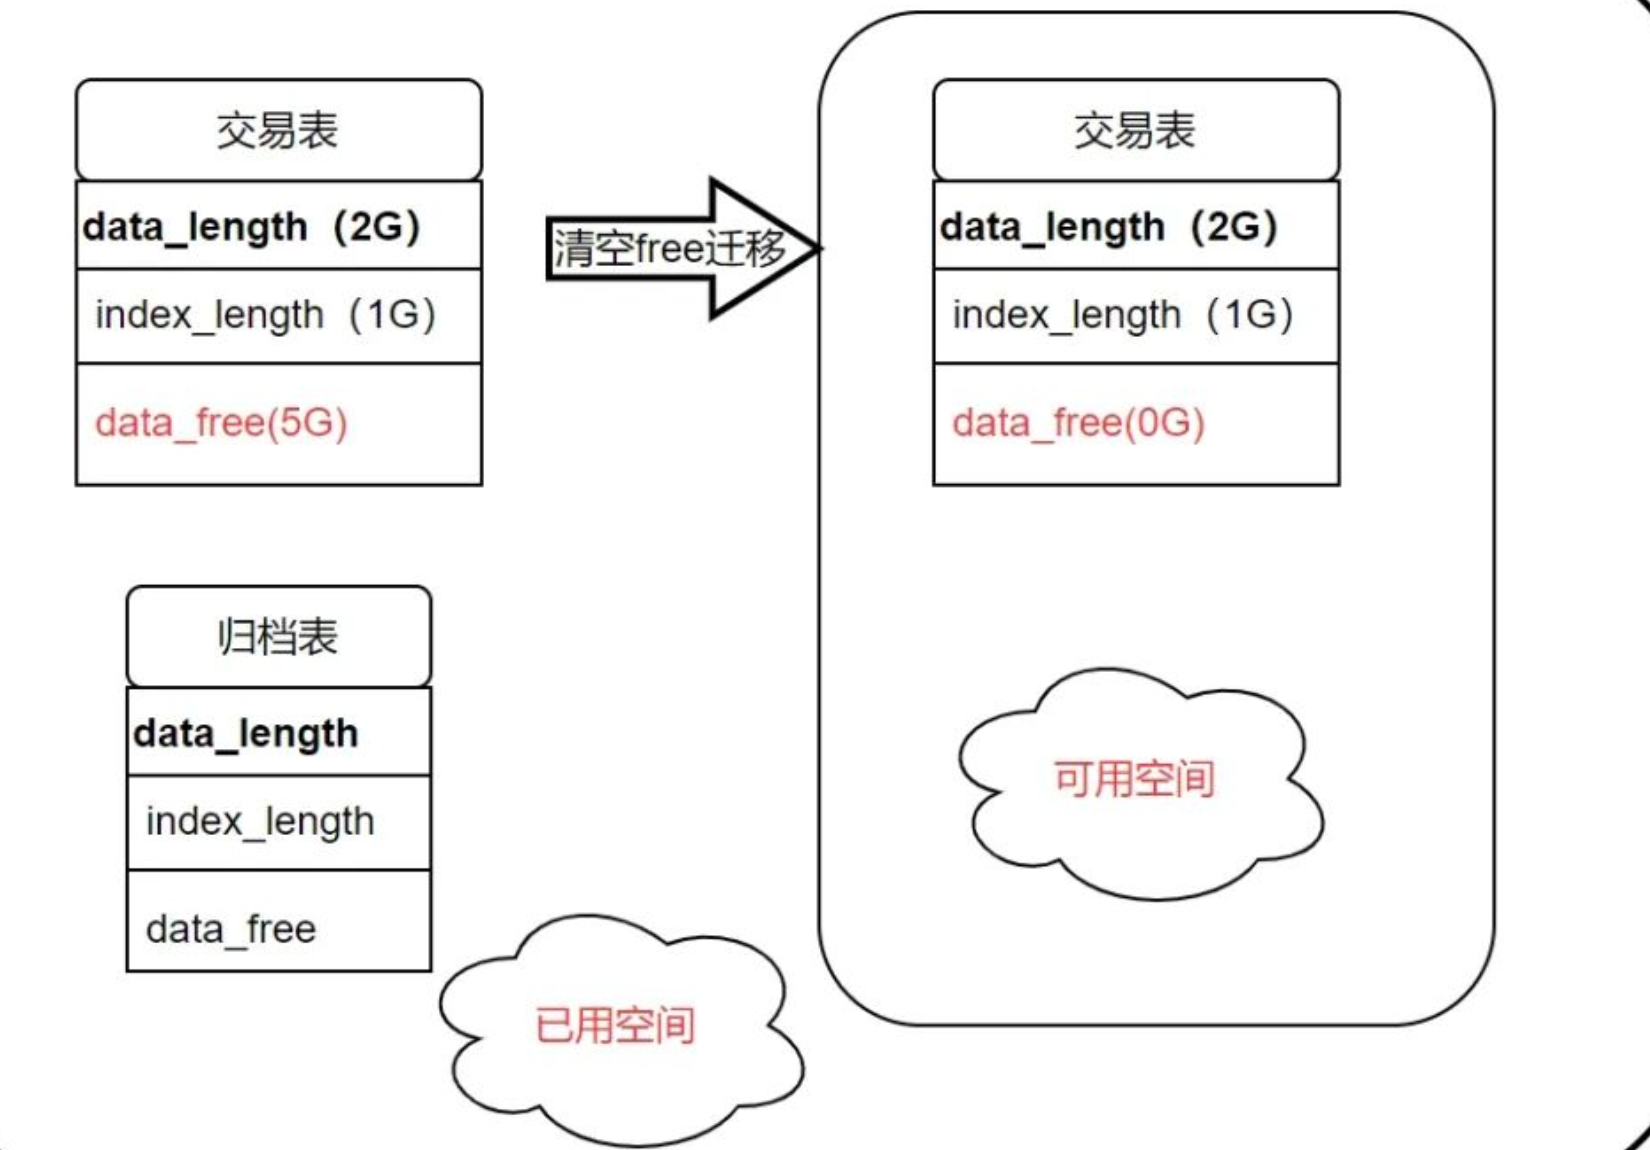 交易表
data_length（2G）
index_length（1G）
data_free(5G)
清空free迁移
交易表
data_length（2G）
index_length（1G）
data_free(0G)
归档表
data_length
index_length
data_free
已用空间
可用空间